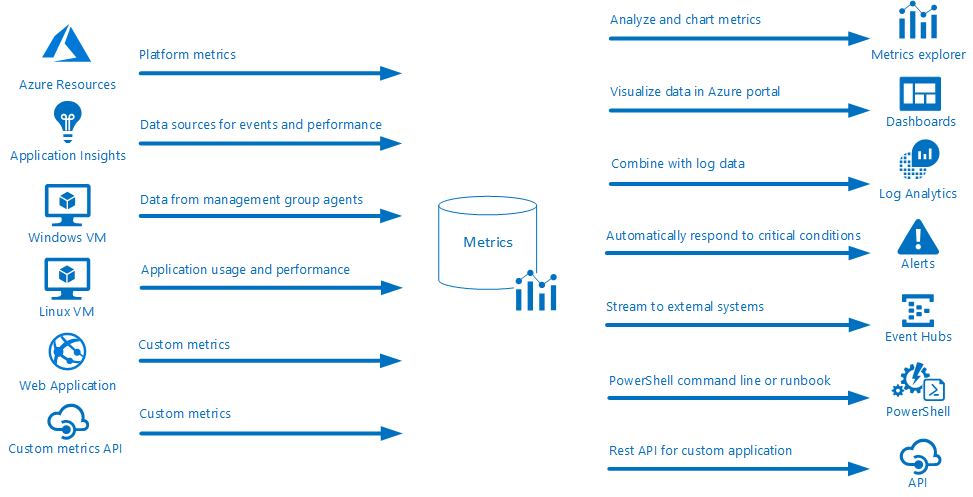 Platform metrics
Azure Resources
Data sources for events and performance
Application Insights
Data from management group agents
Windows VM
Application usage and performance
Linux VM
Custom metrics
Web Application
Custom metrics
Custom metrics API
Metrics
Analyze and chart metrics
Metrics explorer
Visualize data in Azure portal
Dashboards
Combine with log data
Log Analytics
Automatically respond to critical conditions
Alerts
Stream to external systems
Event Hubs
PowerShell command line or runbook
PowerShell
Rest API for custom application
API